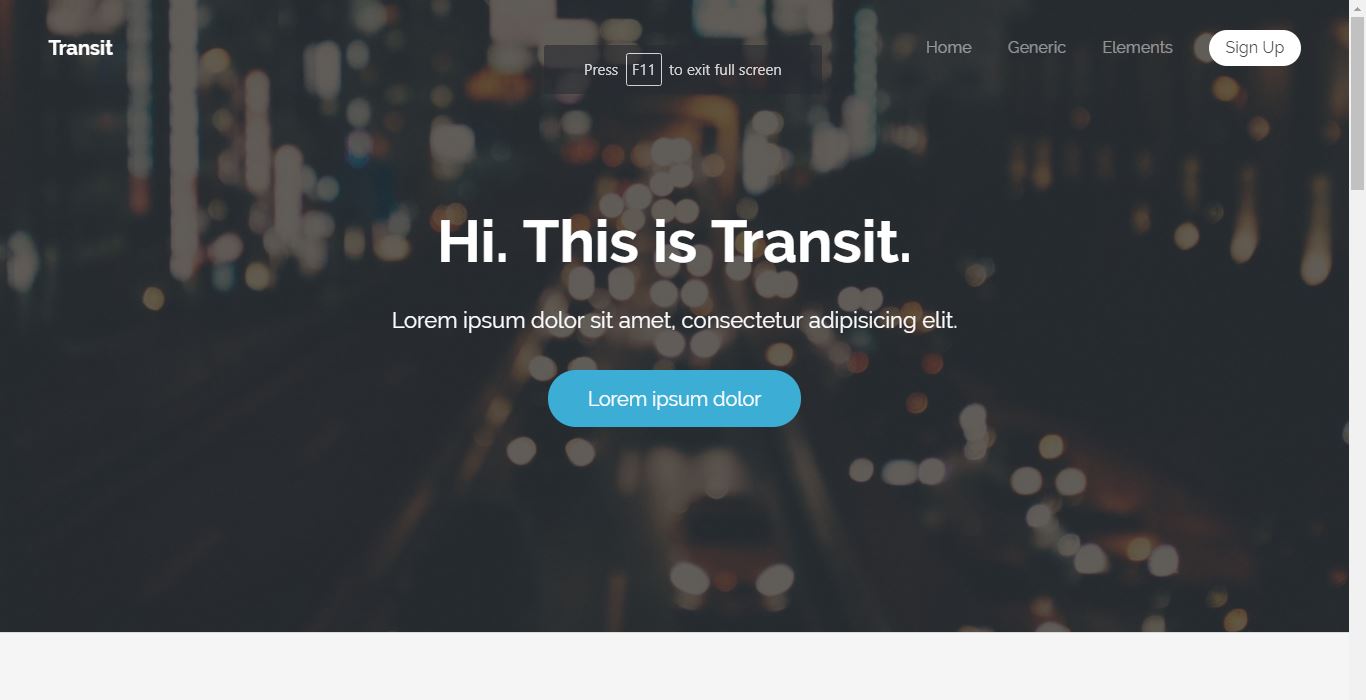 Transit
Home Generic Elements Sign Up
Press F11 to exit full screen
Hi. This is Transit.
Lorem ipsum dolor sit amet, consectetur adipisicing elit.
Lorem ipsum dolor